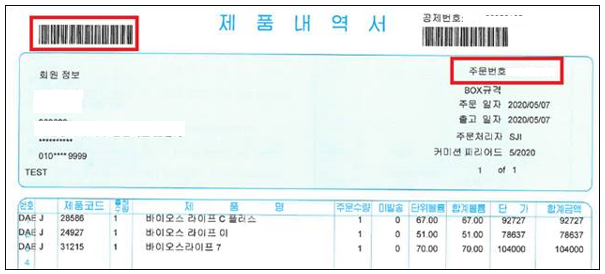 제 품 내 역 서
공제번호:
주문번호
회원 정보
BOX규격
주문 일자 2020/05/07
출고 일자 2020/05/07
주문처리자 SJI
010****9999
커미션 피리어드 5/2020
TEST
1 of 1
번호 제품코드 출하수량 제 품 명 주문수량 미발송 단위볼륨 합계볼륨 단 가 합계금액
DAE J 28586 1 바이오스 라이프 C 플러스 1 0 67.00 67.00 92727 92727
DAE J 24927 1 바이오스 라이프 이 1 0 51.00 51.00 78637 78637
DAE J 31215 1 바이오스라이프 7 1 0 70.00 70.00 104000 104000
4